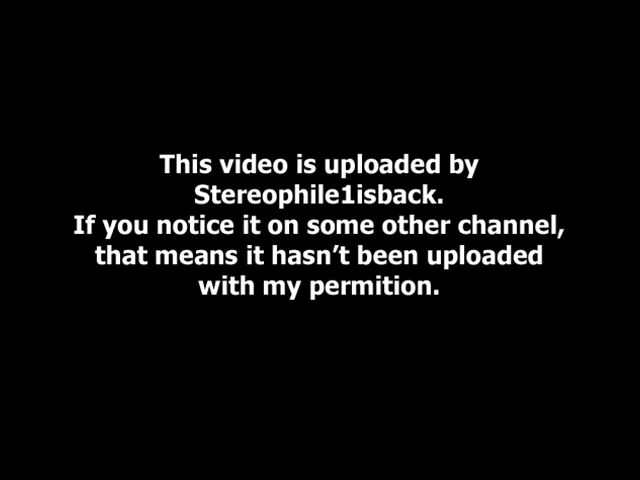 This video is uploaded by
Stereophile1isback.
If you notice it on some other channel,
that means it hasn't been uploaded
with my permition.